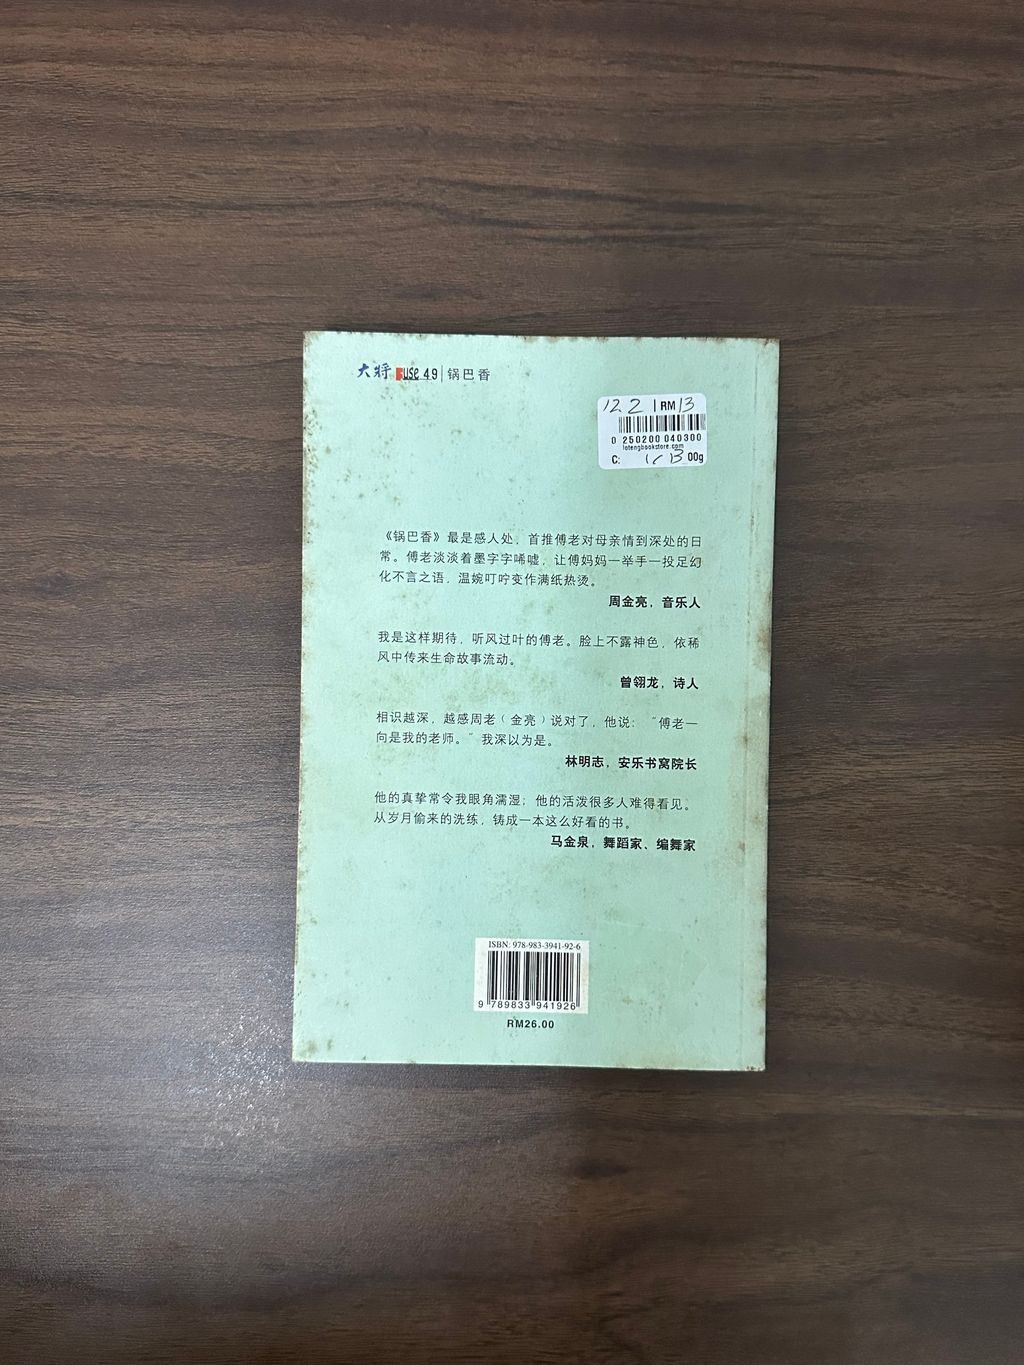 大将 fuse 49 | 锅巴香
12 2 1 RM 13
0 250200 040300
lotengbookstore.com
C: 00g
《锅巴香》最是感人处，首推傅老对母亲情到深处的日
常。傅老淡淡着墨字字唏嘘，让傅妈妈一举手一投足幻
化不言之语，温婉叮咛变作满纸热烫。
周金亮，音乐人
我是这样期待，听风过叶的傅老。脸上不露神色，依稀
风中传来生命故事流动。
曾翎龙，诗人
相识越深，越感周老（金亮）说对了，他说：“傅老一
向是我的老师。”我深以为是。
林明志，安乐书窝院长
他的真挚常令我眼角濡湿；他的活泼很多人难得看见。
从岁月偷来的洗练，铸成一本这么好看的书。
马金泉，舞蹈家、编舞家
ISBN: 978-983-3941-92-6
9 789833 941926
RM26.00